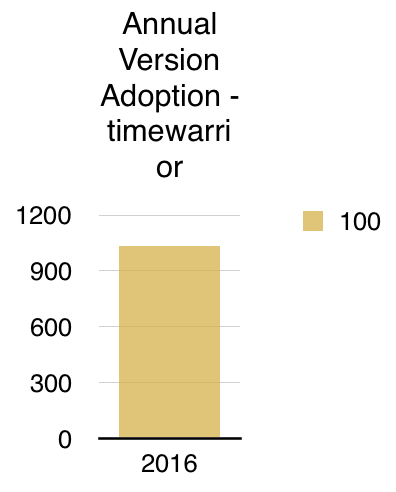 Annual
Version
Adoption -
timewarri
or
1200
100
900
600
300
0
2016